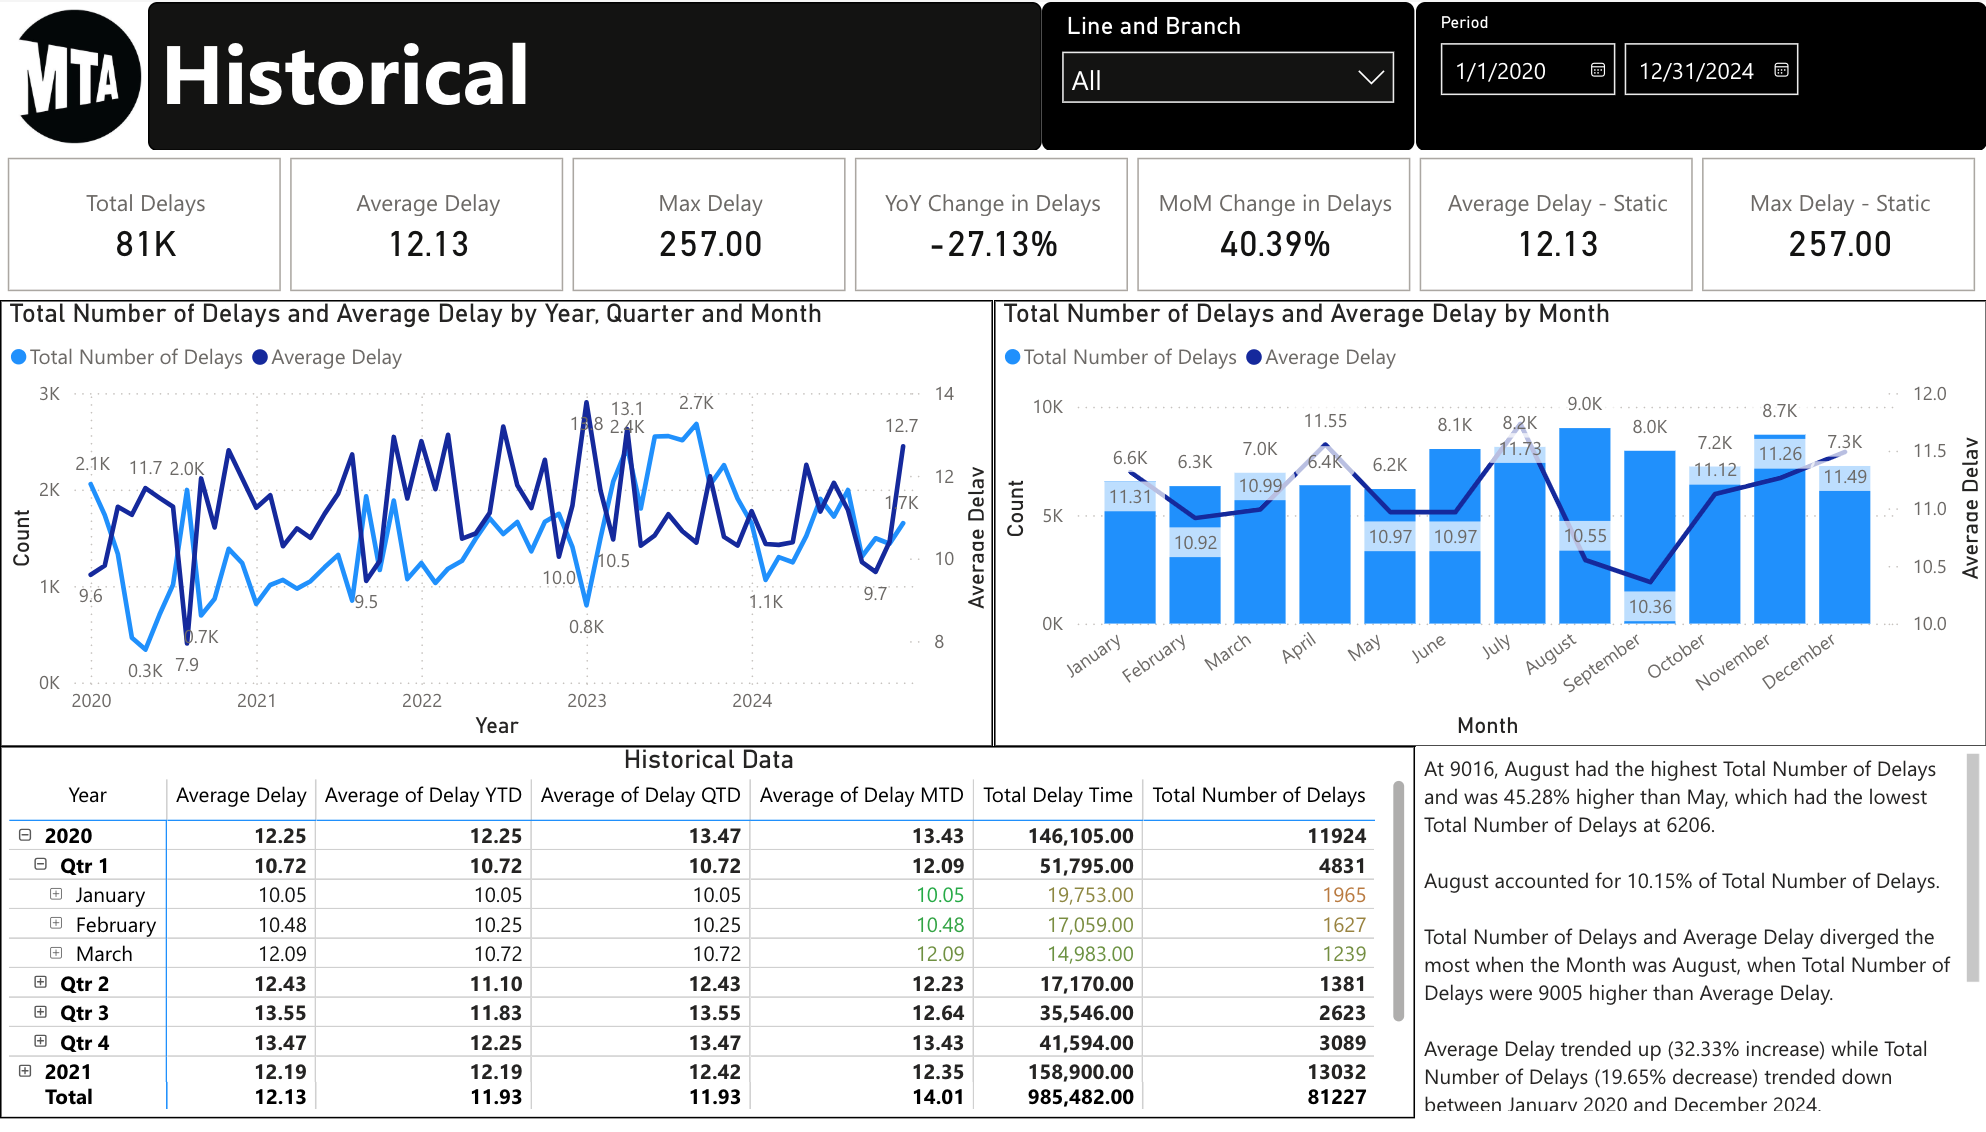 MTA
Historical
Line and Branch
All
Period
1/1/2020
12/31/2024
Total Delays
81K
Average Delay
12.13
Max Delay
257.00
YoY Change in Delays
-27.13%
MoM Change in Delays
40.39%
Average Delay - Static
12.13
Max Delay - Static
257.00
Total Number of Delays and Average Delay by Year, Quarter and Month
Total Number of Delays Average Delay
3K
2K
1K
0K
Count
14
12
10
8
Average Delay
2.1K
11.7
2.0K
9.6
0.3K
7.9
0.7K
9.5
10.0
13.8
13.1
2.4K
10.5
0.8K
2.7K
1.1K
9.7
12.7
1.7K
2020 2021 2022 2023 2024
Year
Total Number of Delays and Average Delay by Month
Total Number of Delays Average Delay
10K
5K
0K
Count
12.0
11.5
11.0
10.5
10.0
Average Delay
6.6K 6.3K 7.0K 6.4K 6.2K 8.1K 8.2K 9.0K 8.0K 7.2K 8.7K 7.3K
11.31 10.92 10.99 11.55 10.97 10.97 11.73 10.55 10.36 11.12 11.26 11.49
January February March April May June July August September October November December
Month
Historical Data
Year Average Delay Average of Delay YTD Average of Delay QTD Average of Delay MTD Total Delay Time Total Number of Delays
2020 12.25 12.25 13.47 13.43 146,105.00 11924
Qtr 1 10.72 10.72 10.72 12.09 51,795.00 4831
January 10.05 10.05 10.05 10.05 19,753.00 1965
February 10.48 10.25 10.25 10.48 17,059.00 1627
March 12.09 10.72 10.72 12.09 14,983.00 1239
Qtr 2 12.43 11.10 12.43 12.23 17,170.00 1381
Qtr 3 13.55 11.83 13.55 12.64 35,546.00 2623
Qtr 4 13.47 12.25 13.47 13.43 41,594.00 3089
2021 12.19 12.19 12.42 12.35 158,900.00 13032
Total 12.13 11.93 11.93 14.01 985,482.00 81227
At 9016, August had the highest Total Number of Delays
and was 45.28% higher than May, which had the lowest
Total Number of Delays at 6206.
August accounted for 10.15% of Total Number of Delays.
Total Number of Delays and Average Delay diverged the
most when the Month was August, when Total Number of
Delays were 9005 higher than Average Delay.
Average Delay trended up (32.33% increase) while Total
Number of Delays (19.65% decrease) trended down
between January 2020 and December 2024.